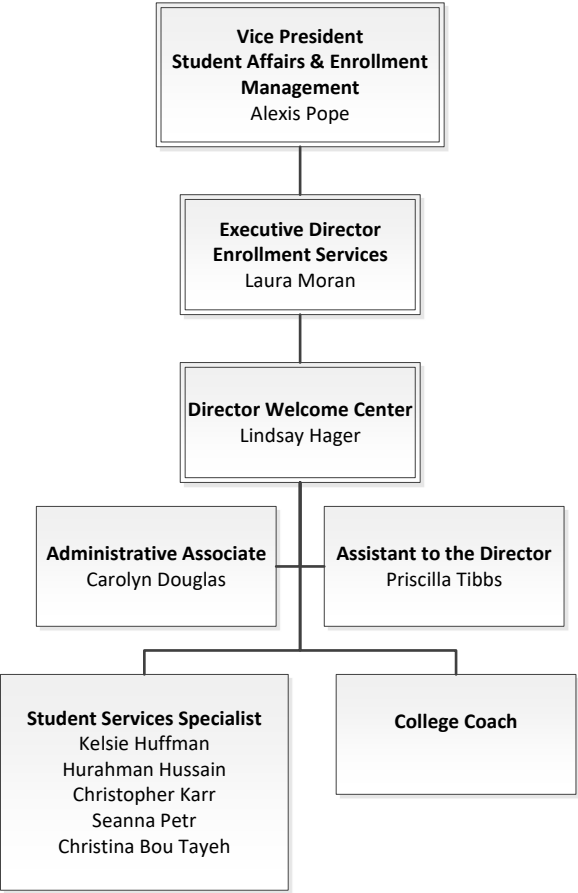 Vice President
Student Affairs & Enrollment
Management
Alexis Pope
Executive Director
Enrollment Services
Laura Moran
Director Welcome Center
Lindsay Hager
Administrative Associate
Carolyn Douglas
Assistant to the Director
Priscilla Tibbs
Student Services Specialist
Kelsie Huffman
Hurahman Hussain
Christopher Karr
Seanna Petr
Christina Bou Tayeh
College Coach